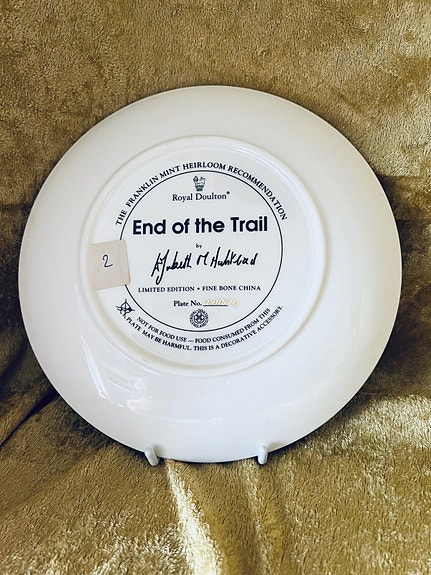 THE FRANKLIN MINT HEIRLOOM RECOMMENDATION
Royal Doulton®
End of the Trail
by
2
LIMITED EDITION • FINE BONE CHINA
Plate No.
NOT FOR USE — FOOD CONSUMED FROM THIS
PLATE MAY BE HARMFUL. THIS IS A DECORATIVE ACCESSORY.